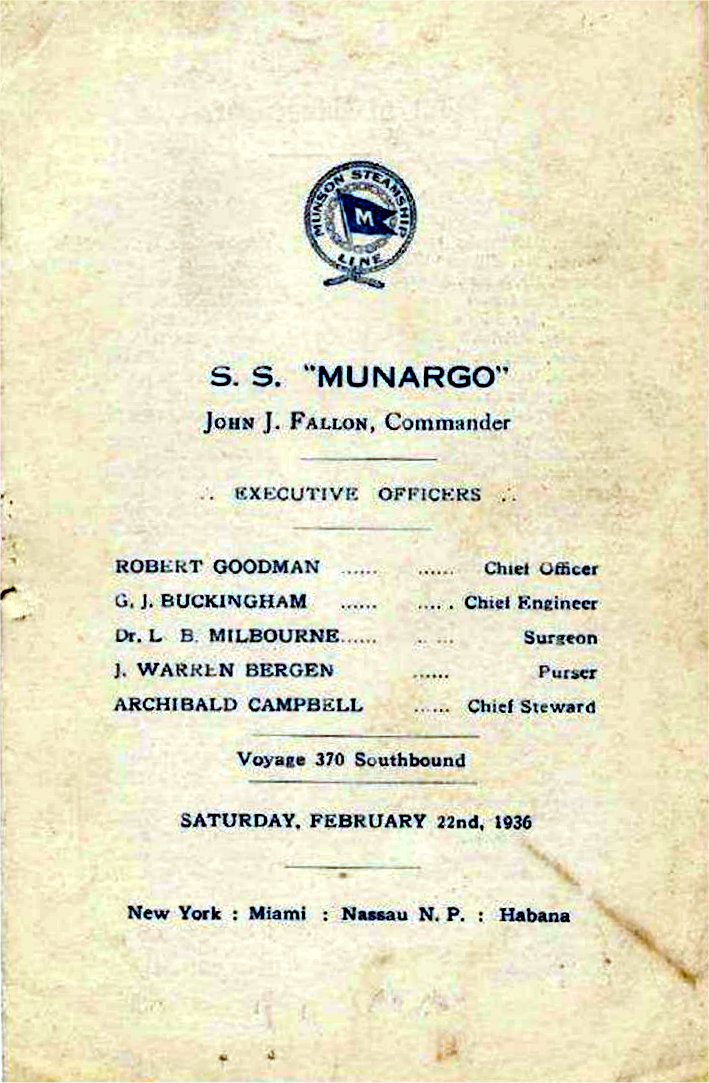 MUNSON STEAMSHIP
M
LINE
S. S. "MUNARGO"
JOHN J. FALLON, Commander
EXECUTIVE OFFICERS
ROBERT GOODMAN ...... ...... Chief Officer
G. J. BUCKINGHAM ...... ..... . Chief Engineer
Dr. L B. MILBOURNE...... .. ... Surgeon
J. WARREN BERGEN ...... Purser
ARCHIBALD CAMPBELL ...... Chief Steward
Voyage 370 Southbound
SATURDAY, FEBRUARY 22nd, 1936
New York : Miami : Nassau N. P. : Habana